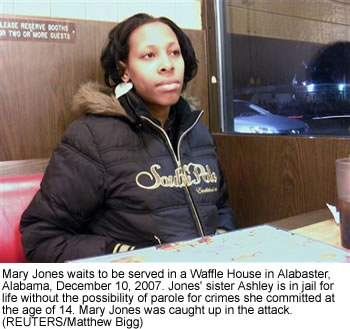 LEASE RESERVE BOOTHS
FOR TWO OR MORE GUESTS
South Pole
Mary Jones waits to be served in a Waffle House in Alabaster,
Alabama, December 10, 2007. Jones' sister Ashley is in jail for
life without the possibility of parole for crimes she committed at
the age of 14. Mary Jones was caught up in the attack.
(REUTERS/Matthew Bigg)